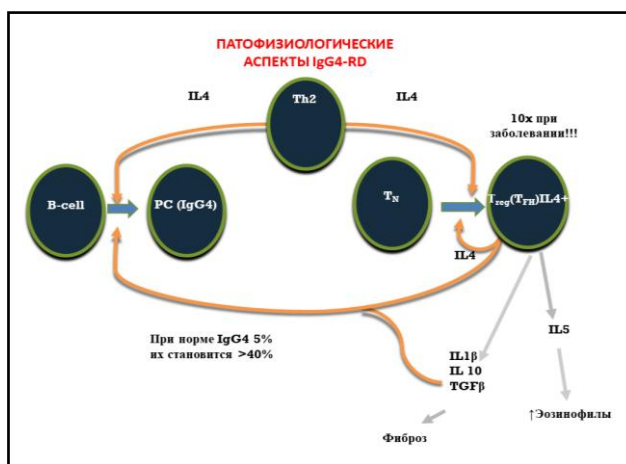 ПАТОФИЗИОЛОГИЧЕСКИЕ
АСПЕКТЫ IgG4-RD
IL4
Th2
IL4
10x при
заболевании!!!
B-cell
PC (IgG4)
TN
Treg(TFH)IL4+
IL4
При норме IgG4 5%
их становится >40%
IL1β
IL 10
TGFβ
IL5
Фиброз
↑Эозинофилы